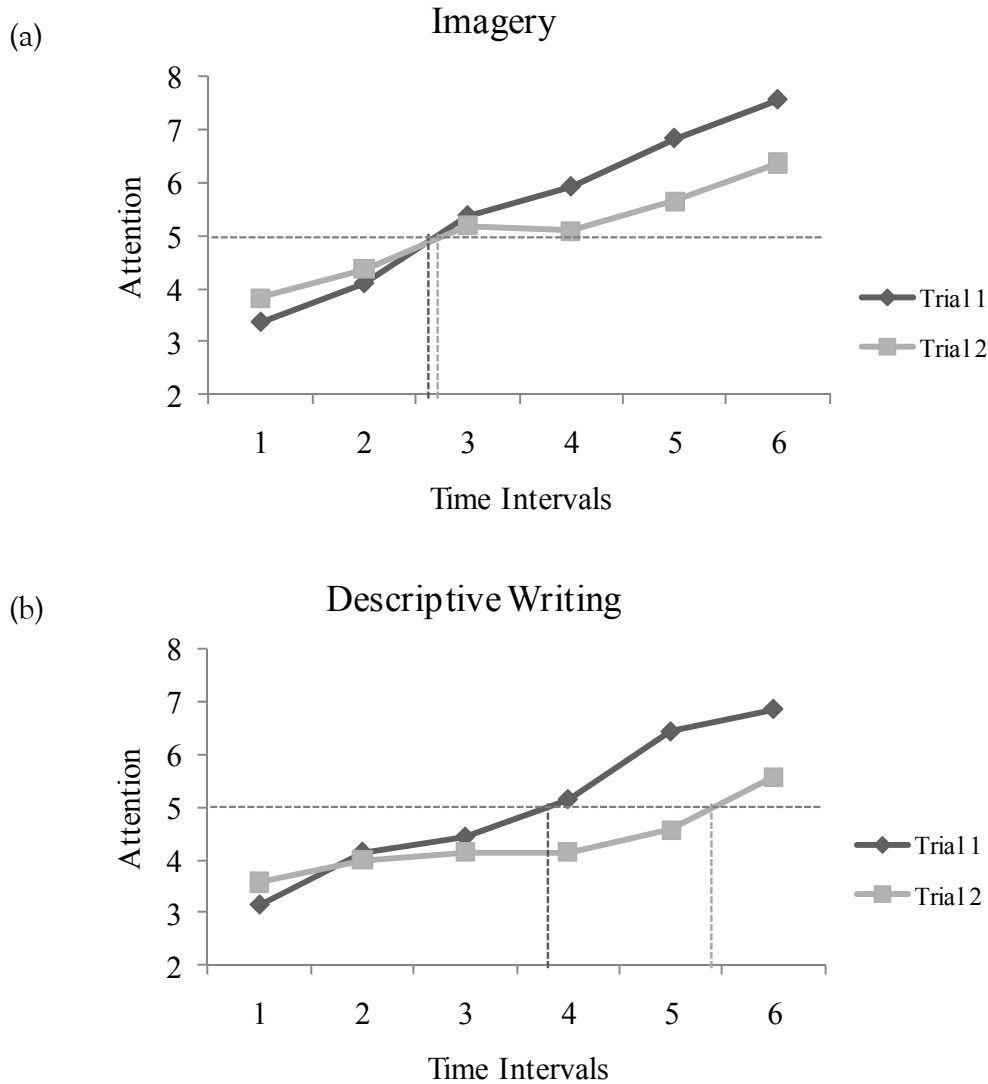 (a)
Imagery
8
7
6
5
4
3
2
Attention
1 2 3 4 5 6
Time Intervals
Trial 1
Trial 2
(b)
Descriptive Writing
8
7
6
5
4
3
2
Attention
1 2 3 4 5 6
Time Intervals
Trial 1
Trial 2